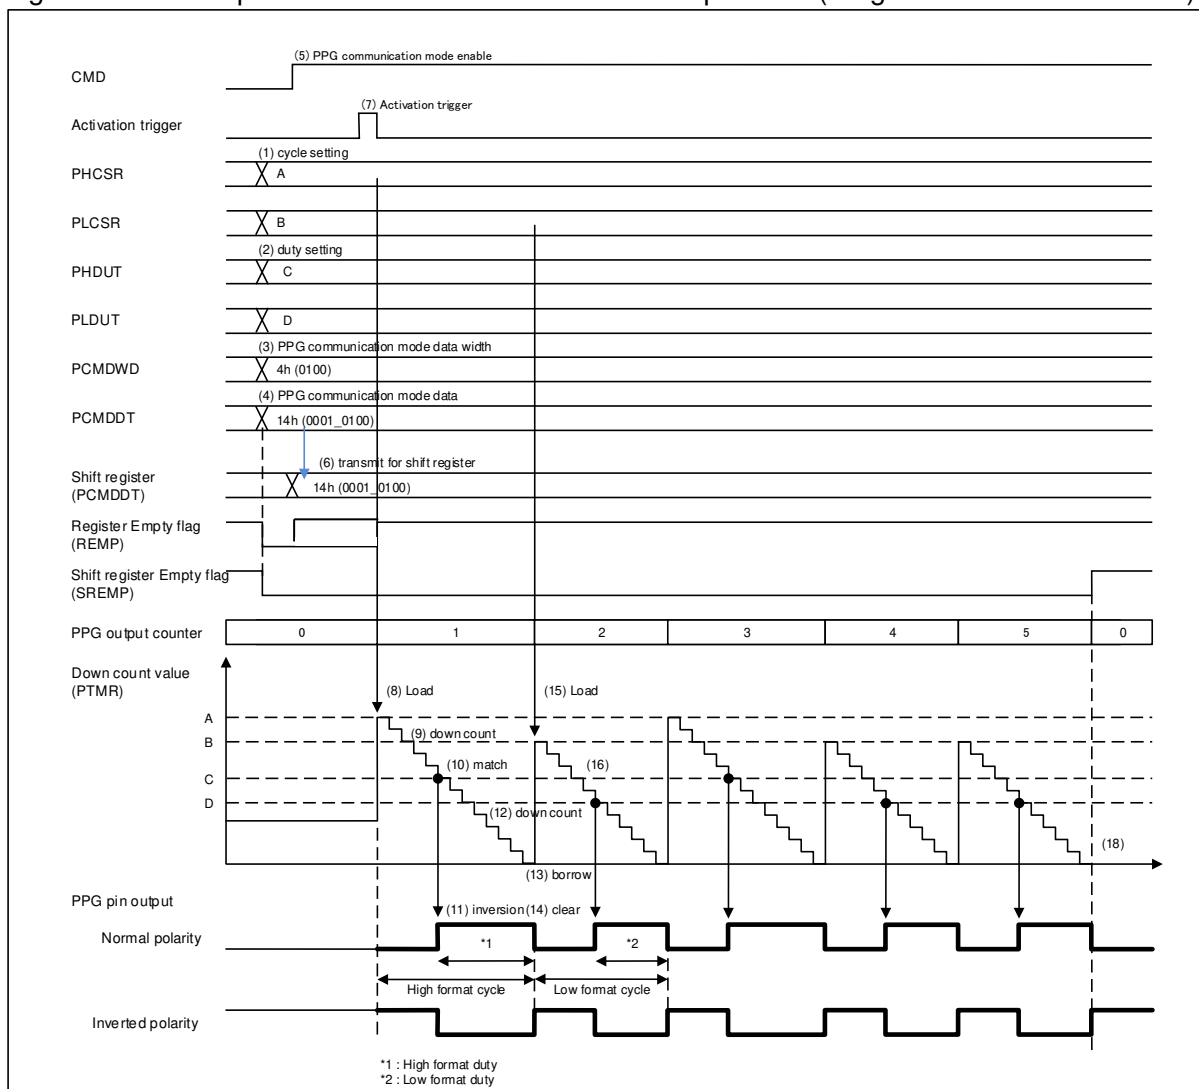 (5) PPG communication mode enable
CMD
(7) Activation trigger
Activation trigger
(1) cycle setting
PHCSR A
PLCSR B
(2) duty setting
PHDUT C
PLDUT D
(3) PPG communication mode data width
PCMDWD 4h (0100)
(4) PPG communication mode data
PCMDDT 14h (0001_0100)
(6) transmit for shift register
Shift register
(PCMDDT) 14h (0001_0100)
Register Empty flag
(REMP)
Shift register Empty flag
(SREMP)
PPG output counter 0 1 2 3 4 5 0
Down count value
(PTMR)
(8) Load (15) Load
A
(9) down count
B
(10) match (16)
C
D
(12) down count
(18)
(13) borrow
PPG pin output
(11) inversion (14) clear
Normal polarity *1 *2
High format cycle Low format cycle
Inverted polarity
*1 : High format duty
*2 : Low format duty